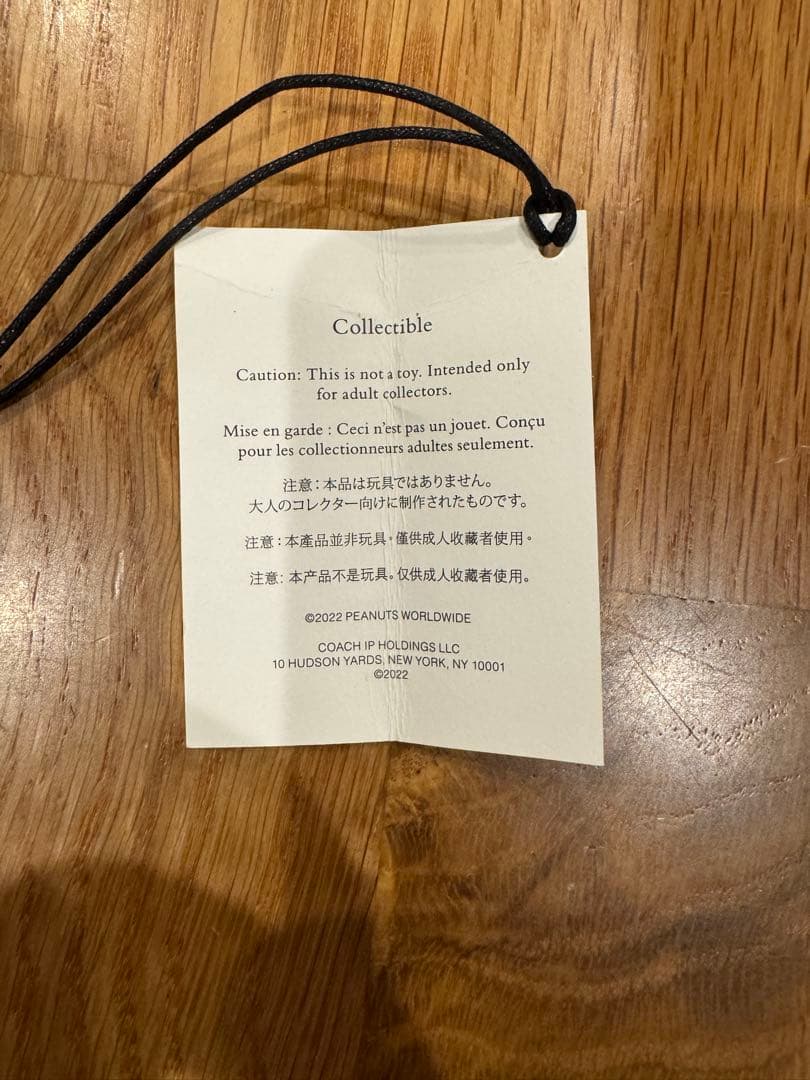 Collectible
Caution: This is not a toy. Intended only
for adult collectors.
Mise en garde : Ceci n'est pas un jouet. Conçu
pour les collectionneurs adultes seulement.
注意：本品は玩具ではありません。
大人のコレクター向けに制作されたものです。
注意：本產品並非玩具，僅供成人收藏者使用。
注意：本产品不是玩具。仅供成人收藏者使用。
©2022 PEANUTS WORLDWIDE
COACH IP HOLDINGS LLC
10 HUDSON YARDS, NEW YORK, NY 10001
©2022